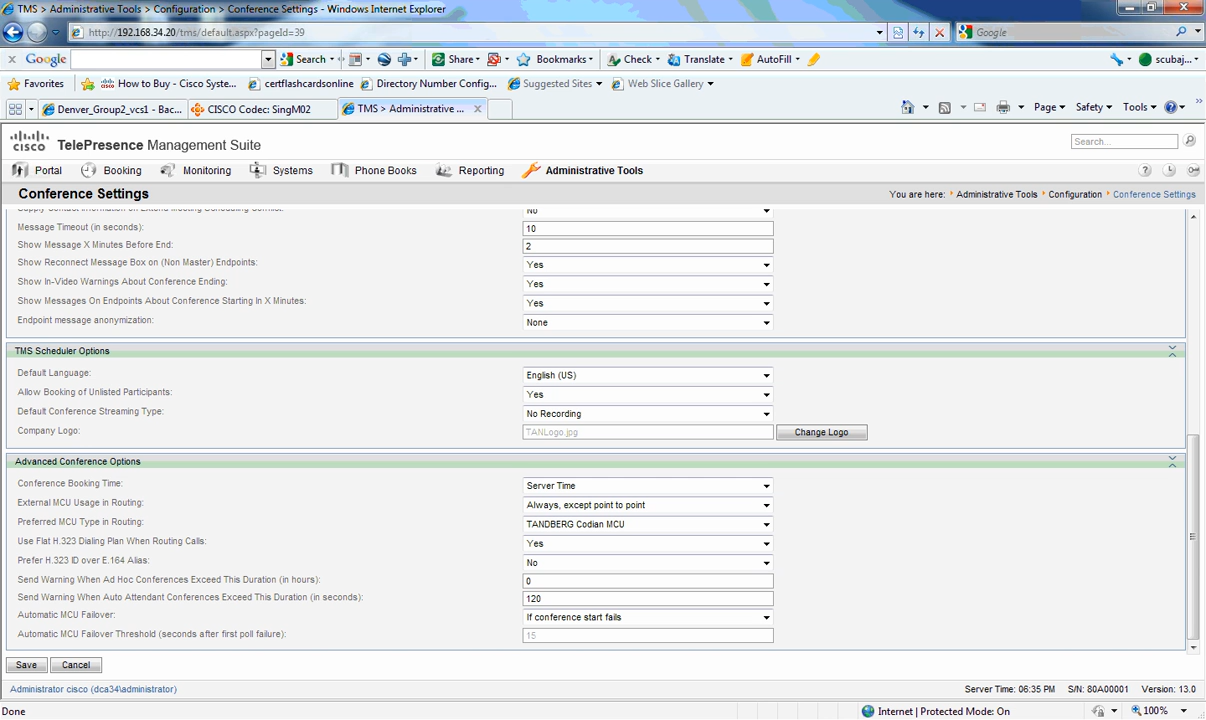 TMS > Administrative Tools > Configuration > Conference Settings - Windows Internet Explorer
http://192.168.34.20/tms/default.aspx?pageId=39
Google
x Google Search Share Bookmarks Check Translate AutoFill scubaj...
Favorites How to Buy - Cisco Syste... certflashcardsonline Directory Number Config... Suggested Sites Web Slice Gallery
Denver_Group2_vcs1 - Bac... CISCO Codec: SingM02 TMS > Administrative ... X Page Safety Tools »
CISCO TelePresence Management Suite Search...
Portal Booking Monitoring Systems Phone Books Reporting Administrative Tools
Conference Settings You are here: Administrative Tools Configuration Conference Settings
Supply Contact Information on Extend Meeting Scheduling Conflict: No
Message Timeout (in seconds): 10
Show Message X Minutes Before End: 2
Show Reconnect Message Box on (Non Master) Endpoints: Yes
Show In-Video Warnings About Conference Ending: Yes
Show Messages On Endpoints About Conference Starting In X Minutes: Yes
Endpoint message anonymization: None
TMS Scheduler Options
Default Language: English (US)
Allow Booking of Unlisted Participants: Yes
Default Conference Streaming Type: No Recording
Company Logo: TANLogo.jpg Change Logo
Advanced Conference Options
Conference Booking Time: Server Time
External MCU Usage in Routing: Always, except point to point
Preferred MCU Type in Routing: TANDBERG Codian MCU
Use Flat H.323 Dialing Plan When Routing Calls: Yes
Prefer H.323 ID over E.164 Alias: No
Send Warning When Ad Hoc Conferences Exceed This Duration (in hours): 0
Send Warning When Auto Attendant Conferences Exceed This Duration (in seconds): 120
Automatic MCU Failover: If conference start fails
Automatic MCU Failover Threshold (seconds after first poll failure): 15
Save Cancel
Administrator cisco (dca34\administrator) Server Time: 06:35 PM S/N: 80A00001 Version: 13.0
Done Internet | Protected Mode: On 100%